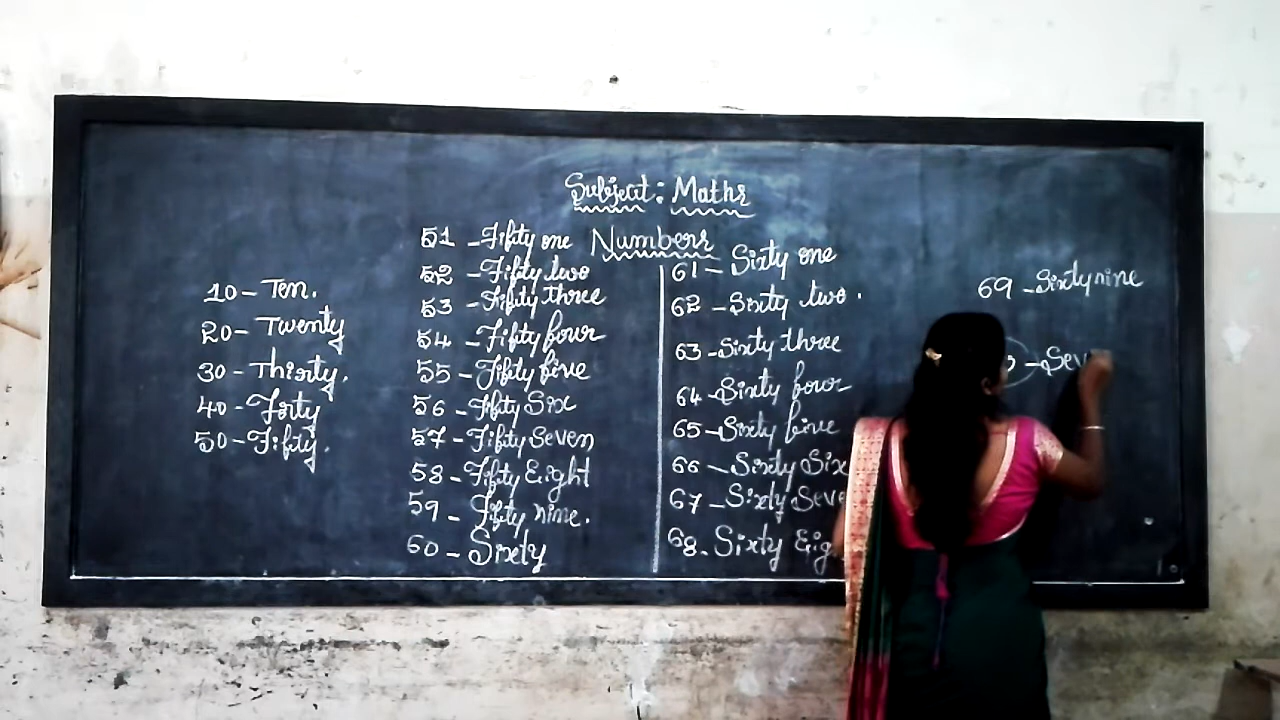 Subject: Maths
Numbers
10 - Ten.
20 - Twenty
30 - Thirty.
40 - Forty
50 - Fifty.
51 - Fifty one
52 - Fifty two
53 - Fifty three
54 - Fifty four
55 - Fifty five
56 - Fifty Six
57 - Fifty Seven
58 - Fifty Eight
59 - Fifty nine.
60 - Sixty
61 - Sixty one
62 - Sixty two.
63 - Sixty three
64 - Sixty four
65 - Sixty five
66 - Sixty Six
67 - Sixty Seve
68 - Sixty Eig
69 - Sixty nine
- Sev